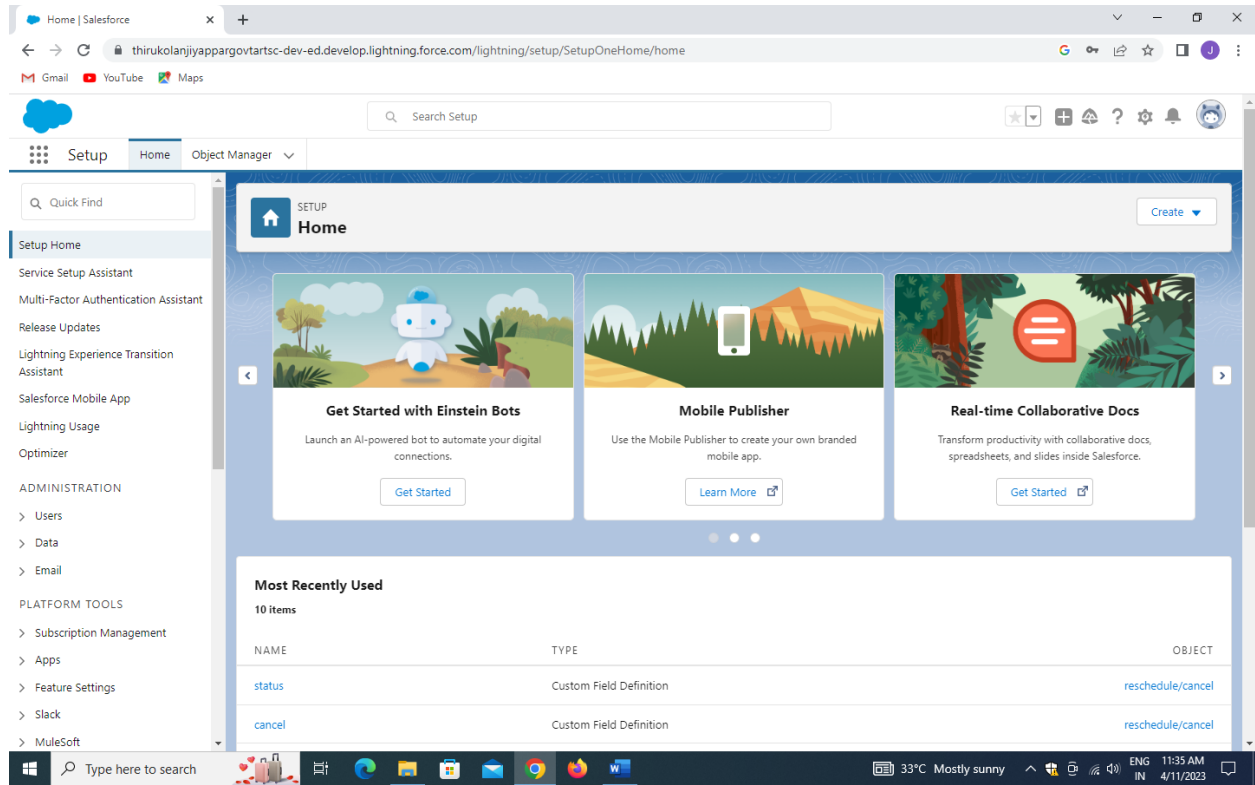 Home | Salesforce
thirukolanjiyappargovtartsc-dev-ed.develop.lightning.force.com/lightning/setup/SetupOneHome/home
G
J
Gmail YouTube Maps
Search Setup
Setup Home Object Manager
Quick Find
Setup Home
Service Setup Assistant
Multi-Factor Authentication Assistant
Release Updates
Lightning Experience Transition
Assistant
Salesforce Mobile App
Lightning Usage
Optimizer
ADMINISTRATION
Users
Data
Email
PLATFORM TOOLS
Subscription Management
Apps
Feature Settings
Slack
MuleSoft
SETUP
Home
Create
Get Started with Einstein Bots
Launch an AI-powered bot to automate your digital
connections.
Get Started
Mobile Publisher
Use the Mobile Publisher to create your own branded
mobile app.
Learn More
Real-time Collaborative Docs
Transform productivity with collaborative docs,
spreadsheets, and slides inside Salesforce.
Get Started
Most Recently Used
10 items
NAME TYPE OBJECT
status Custom Field Definition reschedule/cancel
cancel Custom Field Definition reschedule/cancel
Type here to search
33°C Mostly sunny
ENG
IN
11:35 AM
4/11/2023